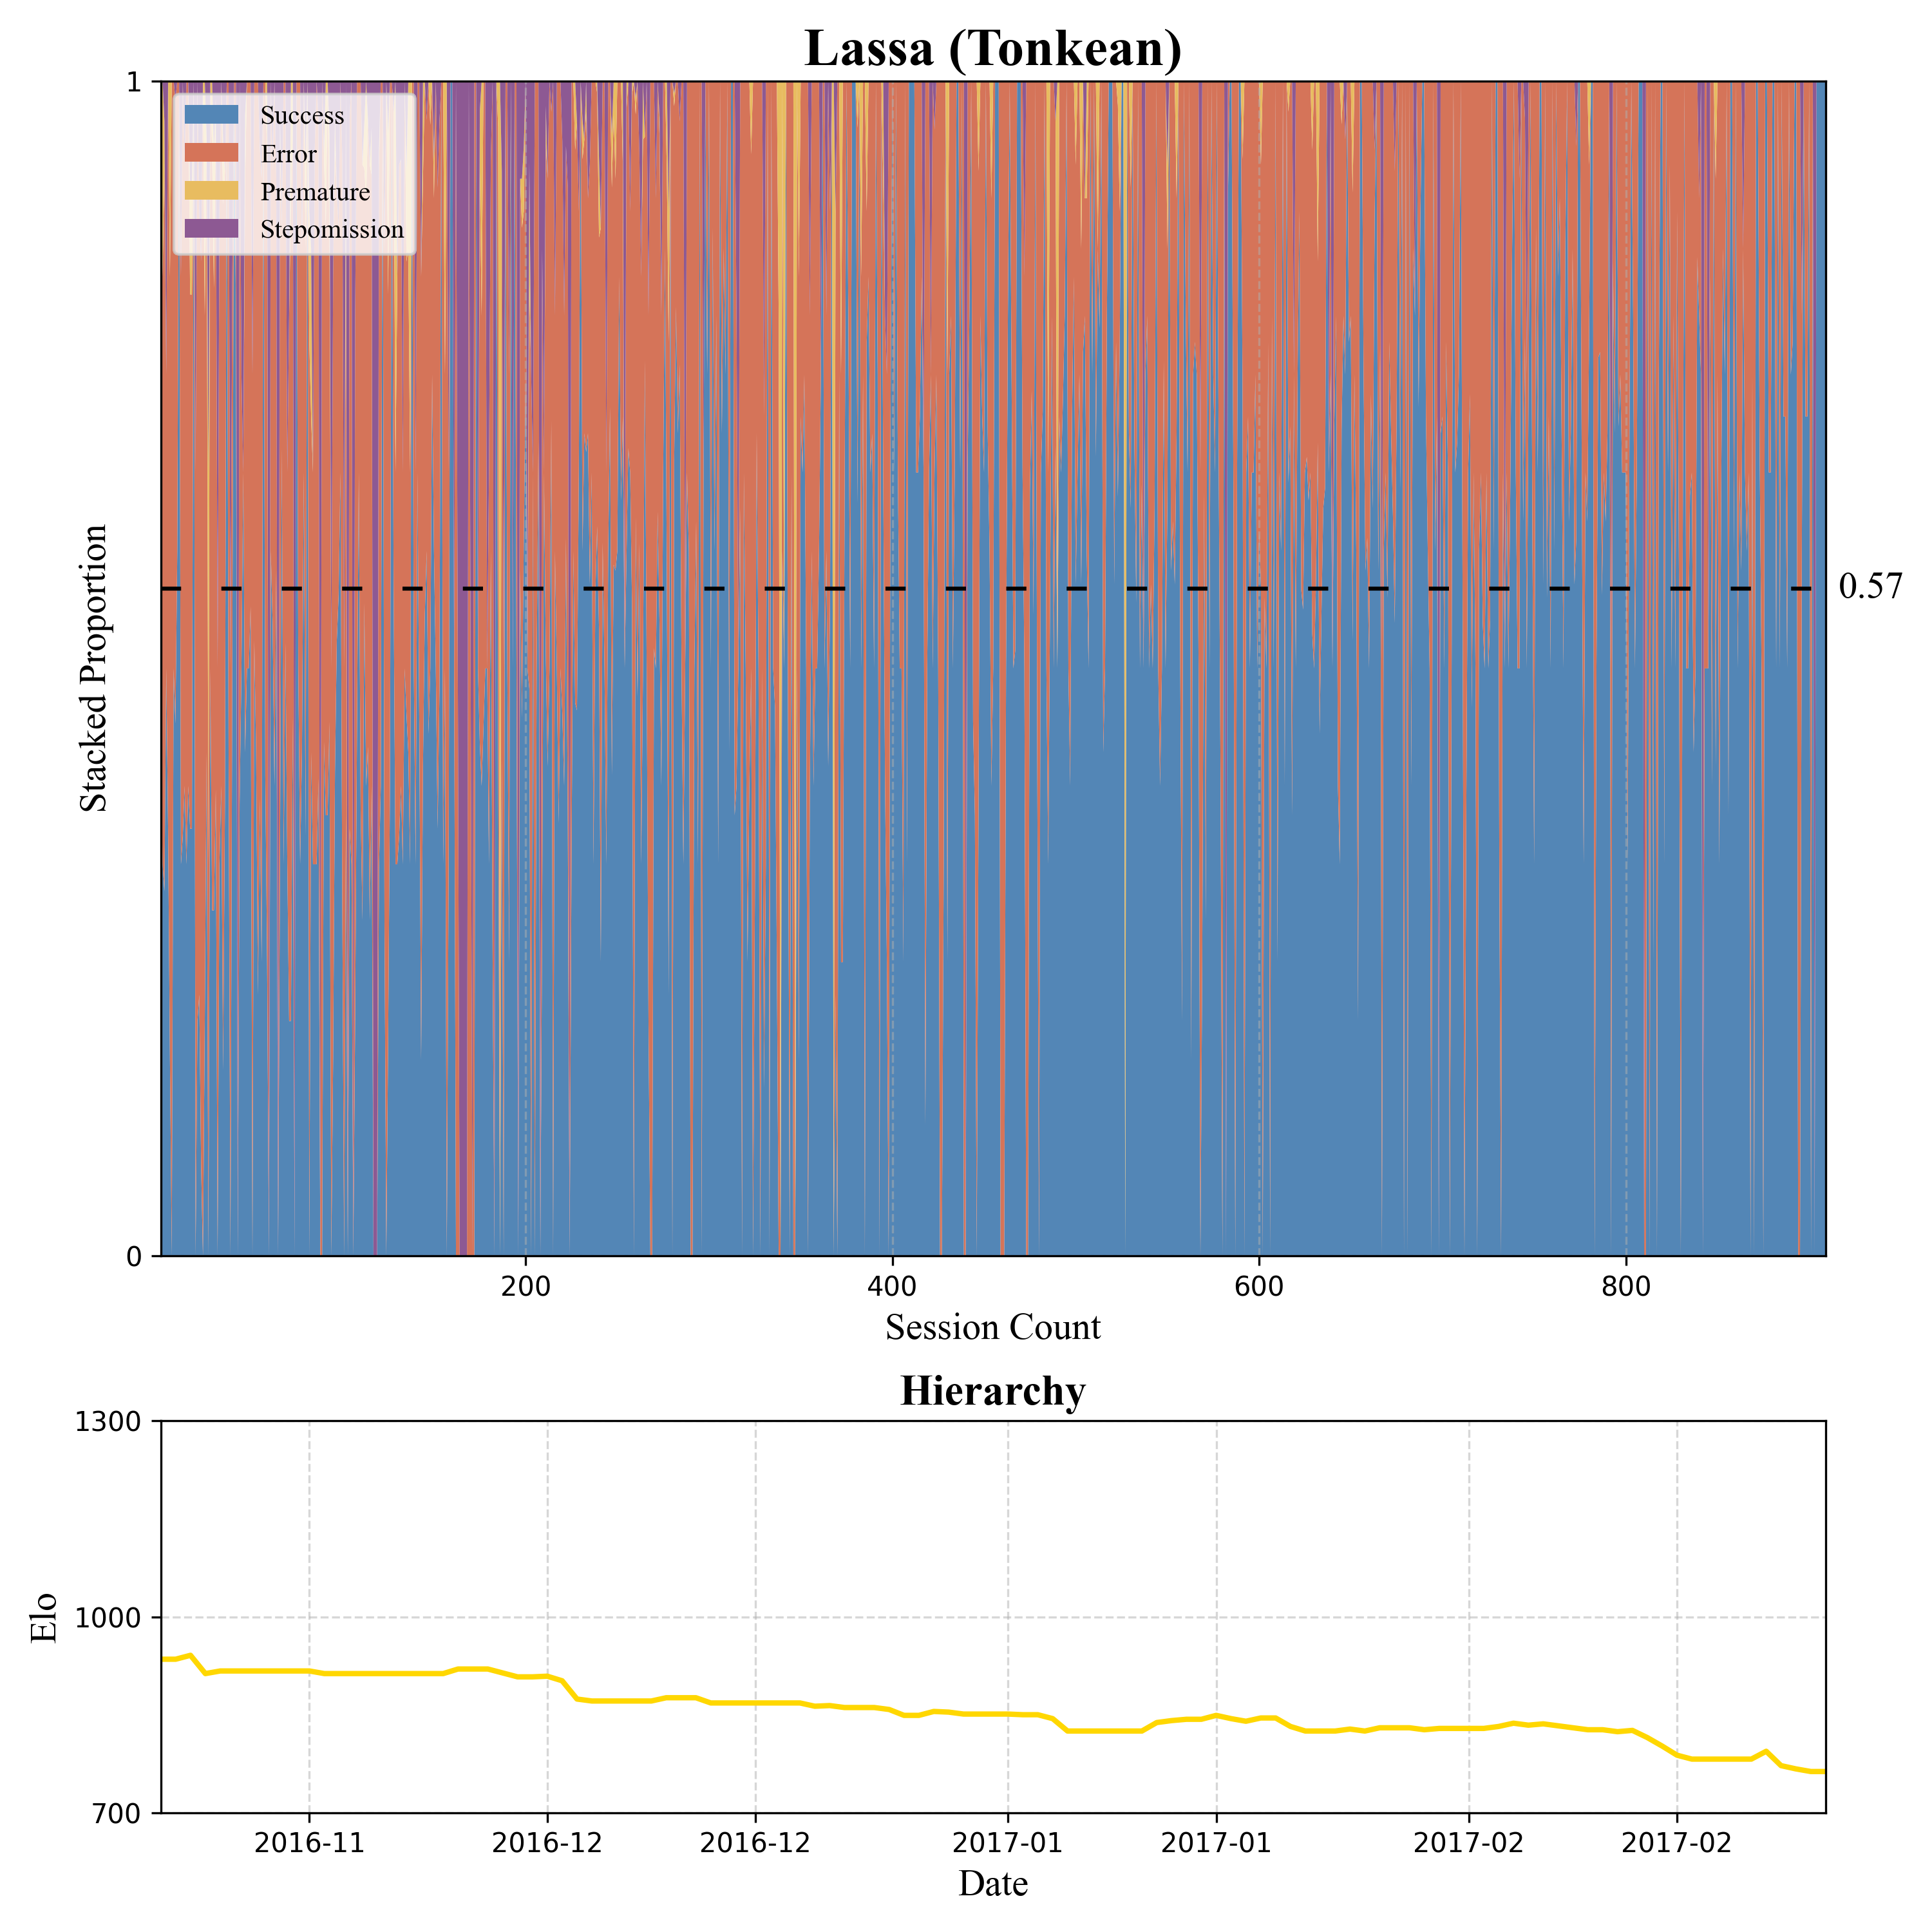 Lassa (Tonkean)
1
Success
Error
Premature
Stepomission
0.57
Stacked Proportion
0
200 400 600 800
Session Count
Hierarchy
1300
1000
700
Elo
2016-11 2016-12 2016-12 2017-01 2017-01 2017-02 2017-02
Date